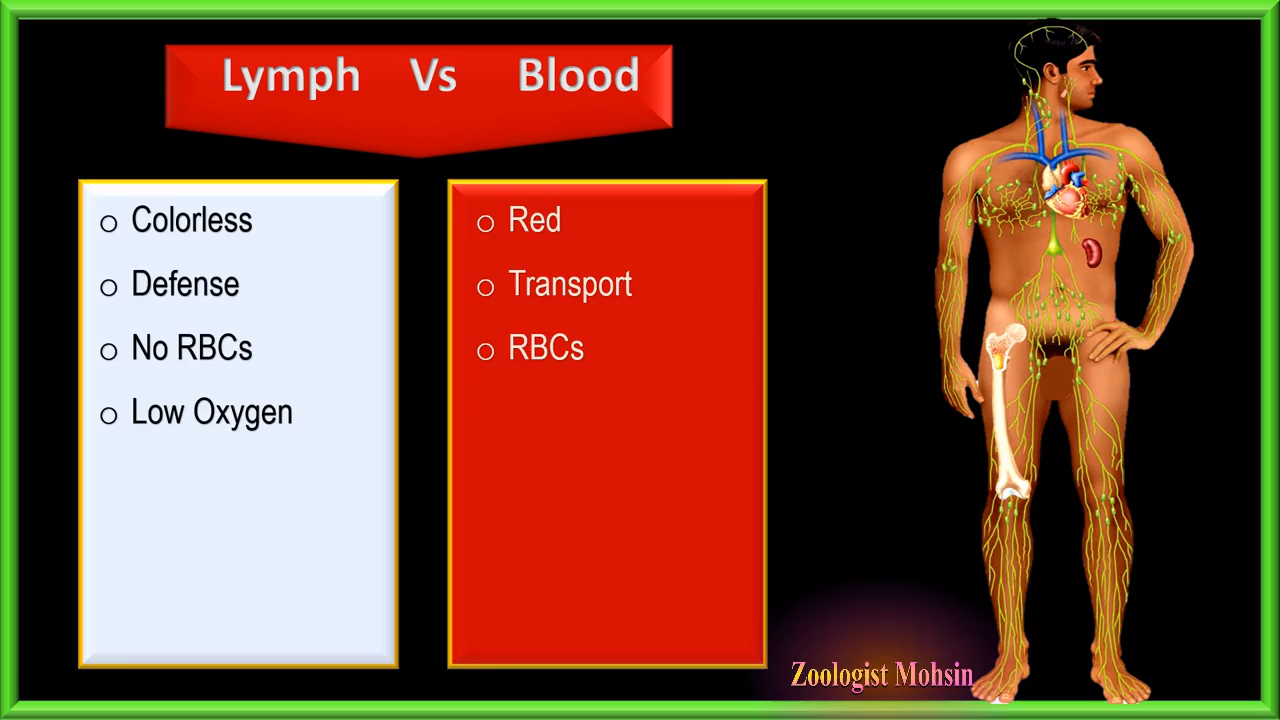 Lymph Vs Blood
o Colorless
o Defense
o No RBCs
o Low Oxygen
o Red
o Transport
o RBCs
Zoologist Mohsin